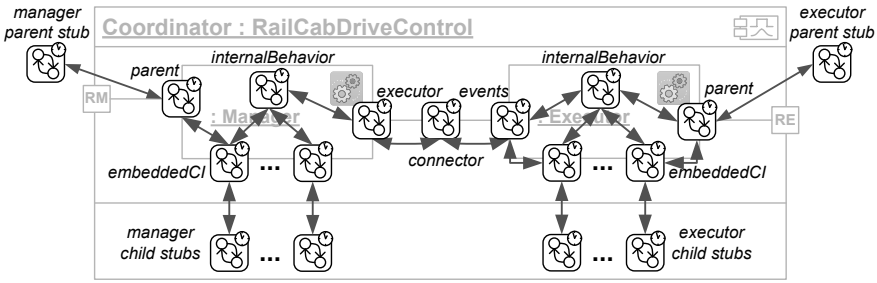 manager
parent stub
Coordinator : RailCabDriveControl
executor
parent stub
parent
internalBehavior
internalBehavior
parent
RM
: Manager
executor
events
: Executor
RE
connector
embeddedCI
...
...
embeddedCI
manager
child stubs
...
...
executor
child stubs